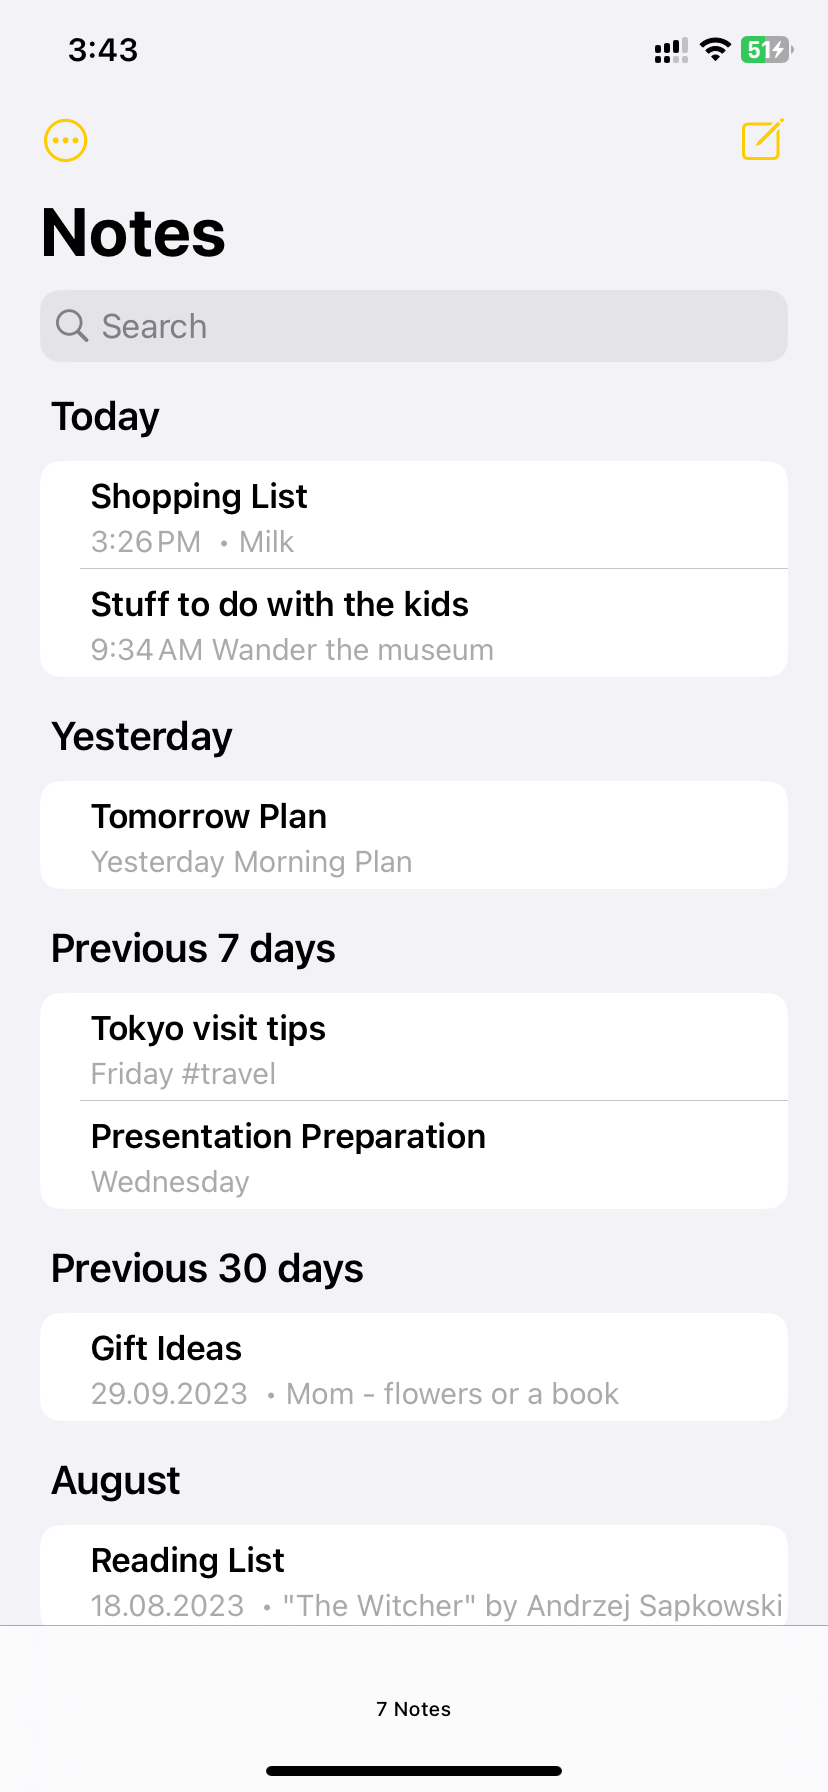 3:43
51
Notes
Search
Today
Shopping List
3:26 PM • Milk
Stuff to do with the kids
9:34 AM Wander the museum
Yesterday
Tomorrow Plan
Yesterday Morning Plan
Previous 7 days
Tokyo visit tips
Friday #travel
Presentation Preparation
Wednesday
Previous 30 days
Gift Ideas
29.09.2023 • Mom - flowers or a book
August
Reading List
18.08.2023 • "The Witcher" by Andrzej Sapkowski
7 Notes